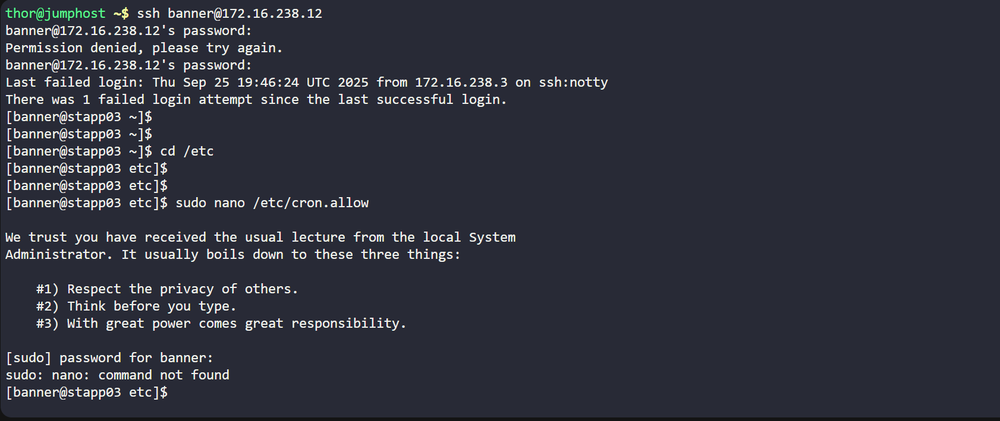 thor@jumphost ~$ ssh banner@172.16.238.12
banner@172.16.238.12's password:
Permission denied, please try again.
banner@172.16.238.12's password:
Last failed login: Thu Sep 25 19:46:24 UTC 2025 from 172.16.238.3 on ssh:notty
There was 1 failed login attempt since the last successful login.
[banner@stapp03 ~]$
[banner@stapp03 ~]$
[banner@stapp03 ~]$ cd /etc
[banner@stapp03 etc]$
[banner@stapp03 etc]$
[banner@stapp03 etc]$ sudo nano /etc/cron.allow

We trust you have received the usual lecture from the local System
Administrator. It usually boils down to these three things:

    #1) Respect the privacy of others.
    #2) Think before you type.
    #3) With great power comes great responsibility.

[sudo] password for banner:
sudo: nano: command not found
[banner@stapp03 etc]$